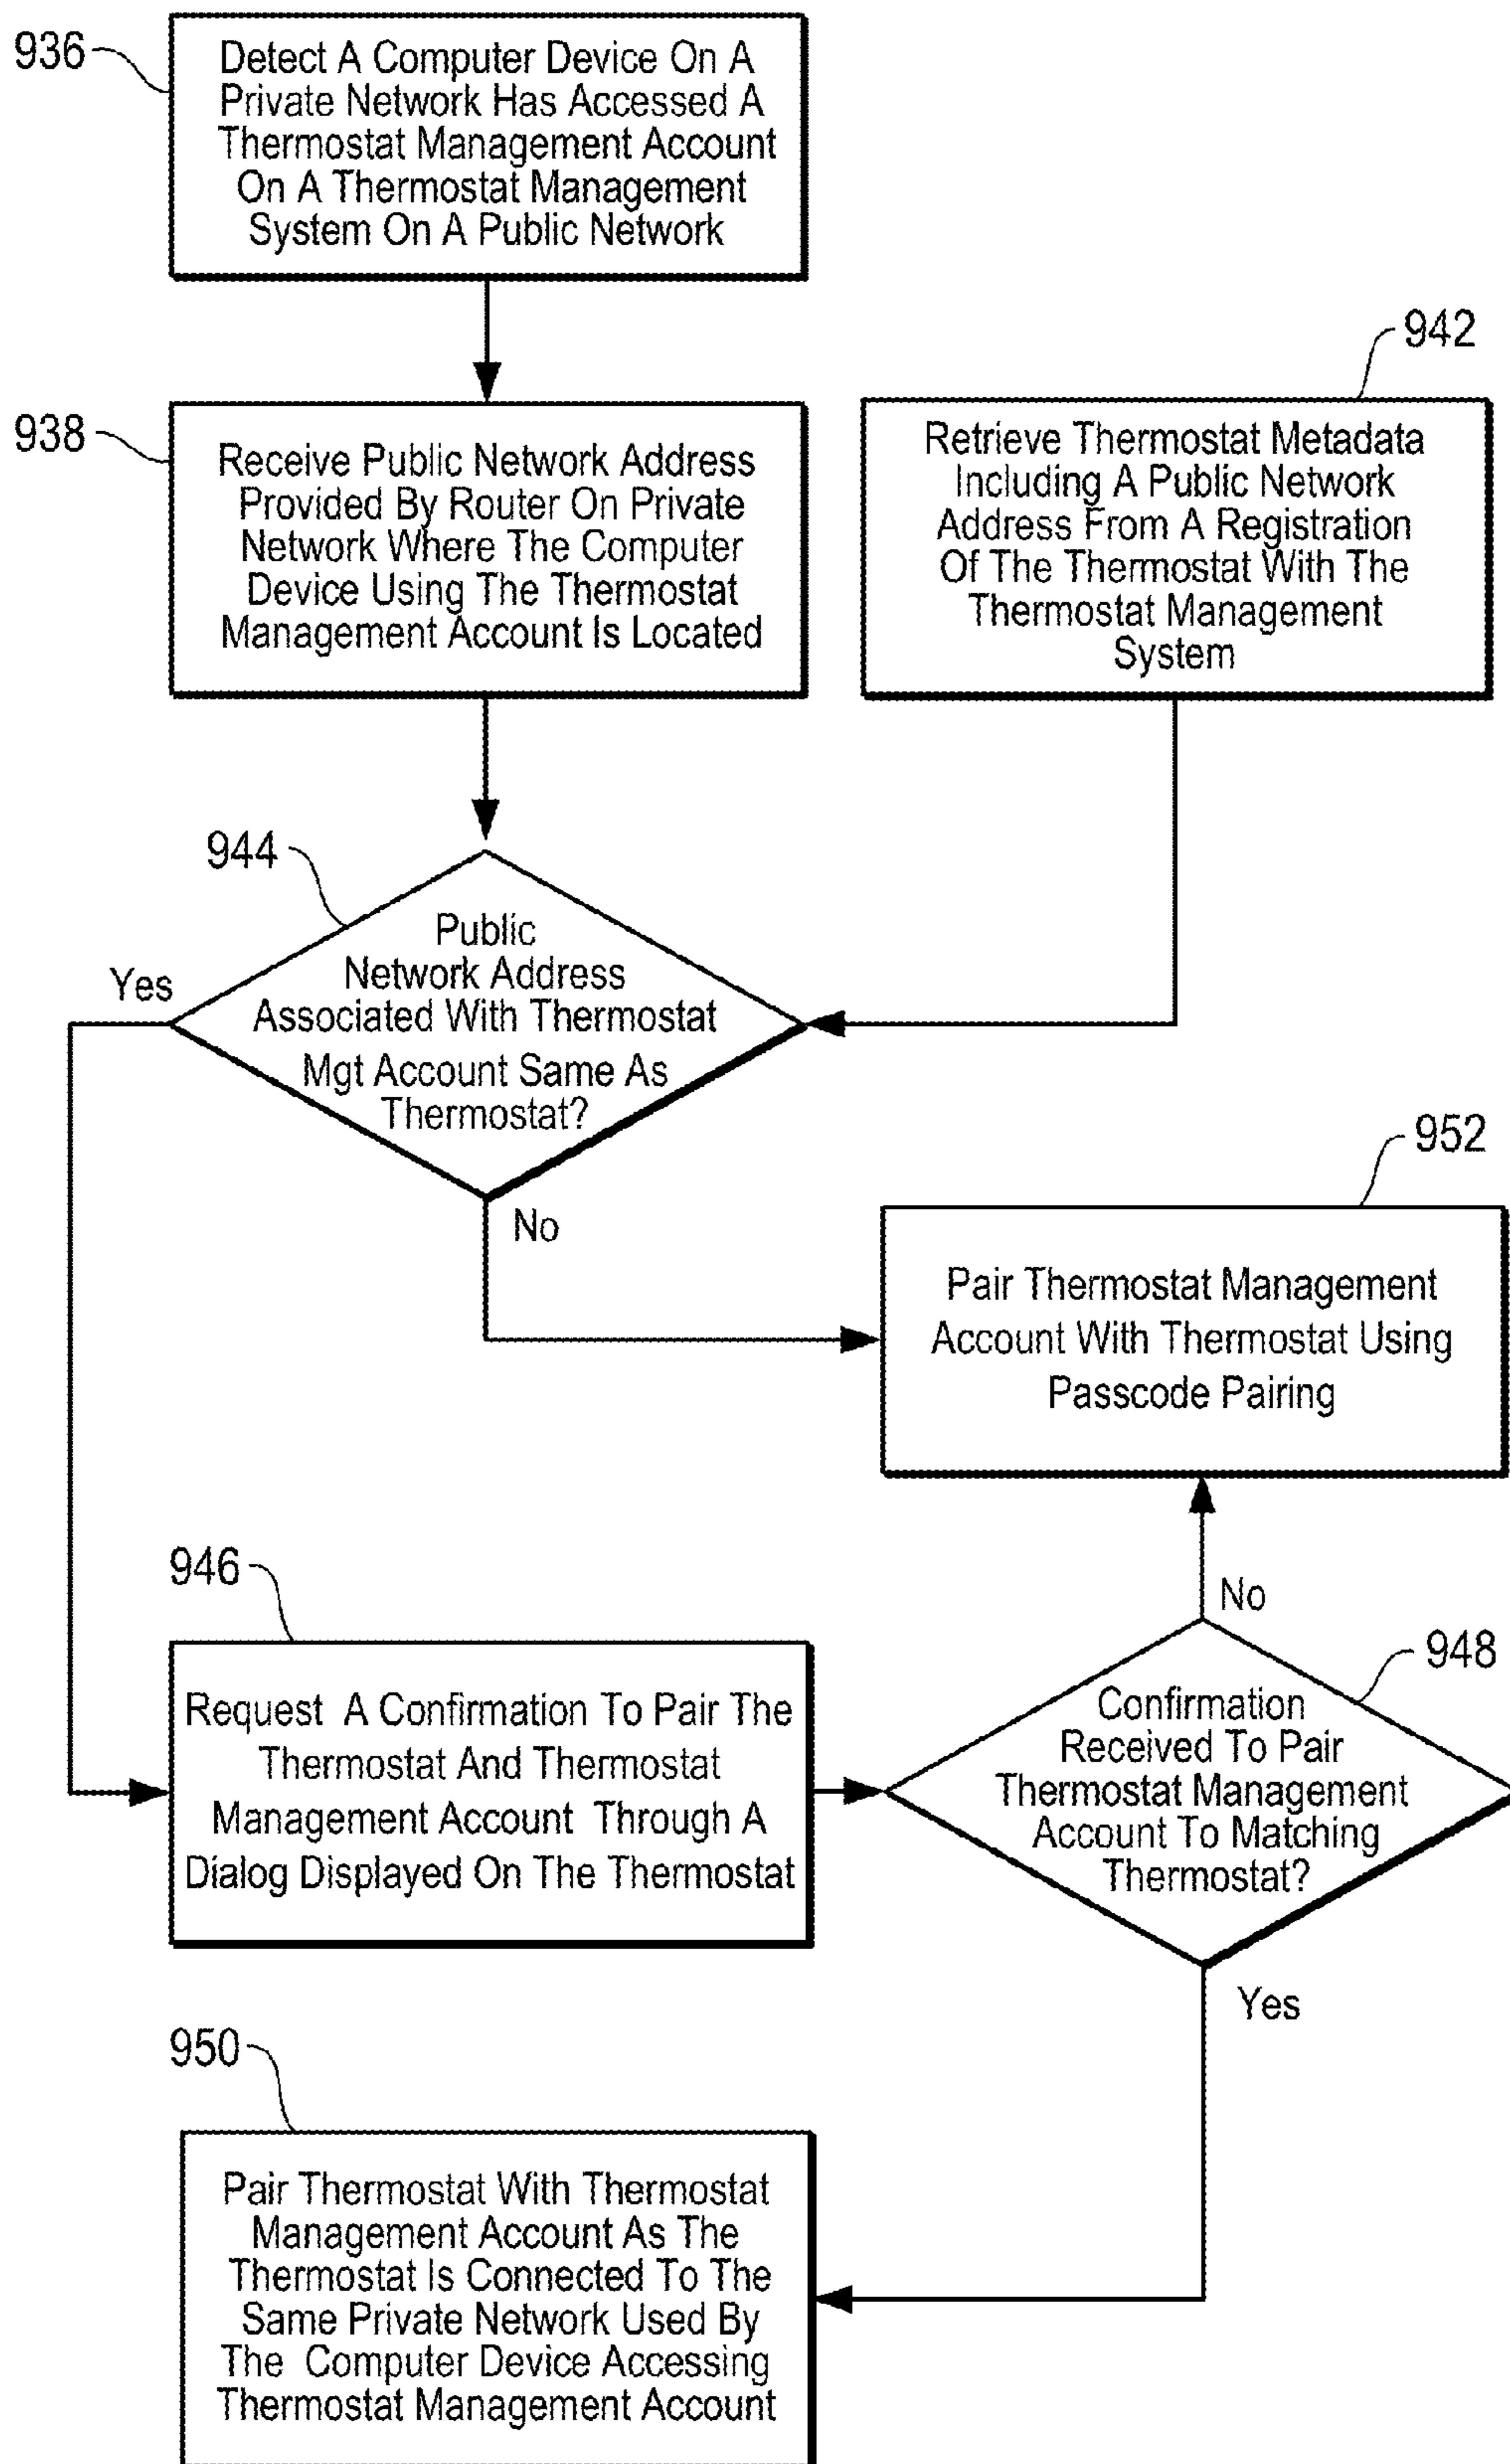 936
Detect A Computer Device On A
Private Network Has Accessed A
Thermostat Management Account
On A Thermostat Management
System On A Public Network
938
Receive Public Network Address
Provided By Router On Private
Network Where The Computer
Device Using The Thermostat
Management Account Is Located
942
Retrieve Thermostat Metadata
Including A Public Network
Address From A Registration
Of The Thermostat With The
Thermostat Management
System
944
Public
Network Address
Associated With Thermostat
Mgt Account Same As
Thermostat?
Yes
No
952
Pair Thermostat Management
Account With Thermostat Using
Passcode Pairing
946
Request A Confirmation To Pair The
Thermostat And Thermostat
Management Account Through A
Dialog Displayed On The Thermostat
No
948
Confirmation
Received To Pair
Thermostat Management
Account To Matching
Thermostat?
Yes
950
Pair Thermostat With Thermostat
Management Account As The
Thermostat Is Connected To The
Same Private Network Used By
The Computer Device Accessing
Thermostat Management Account